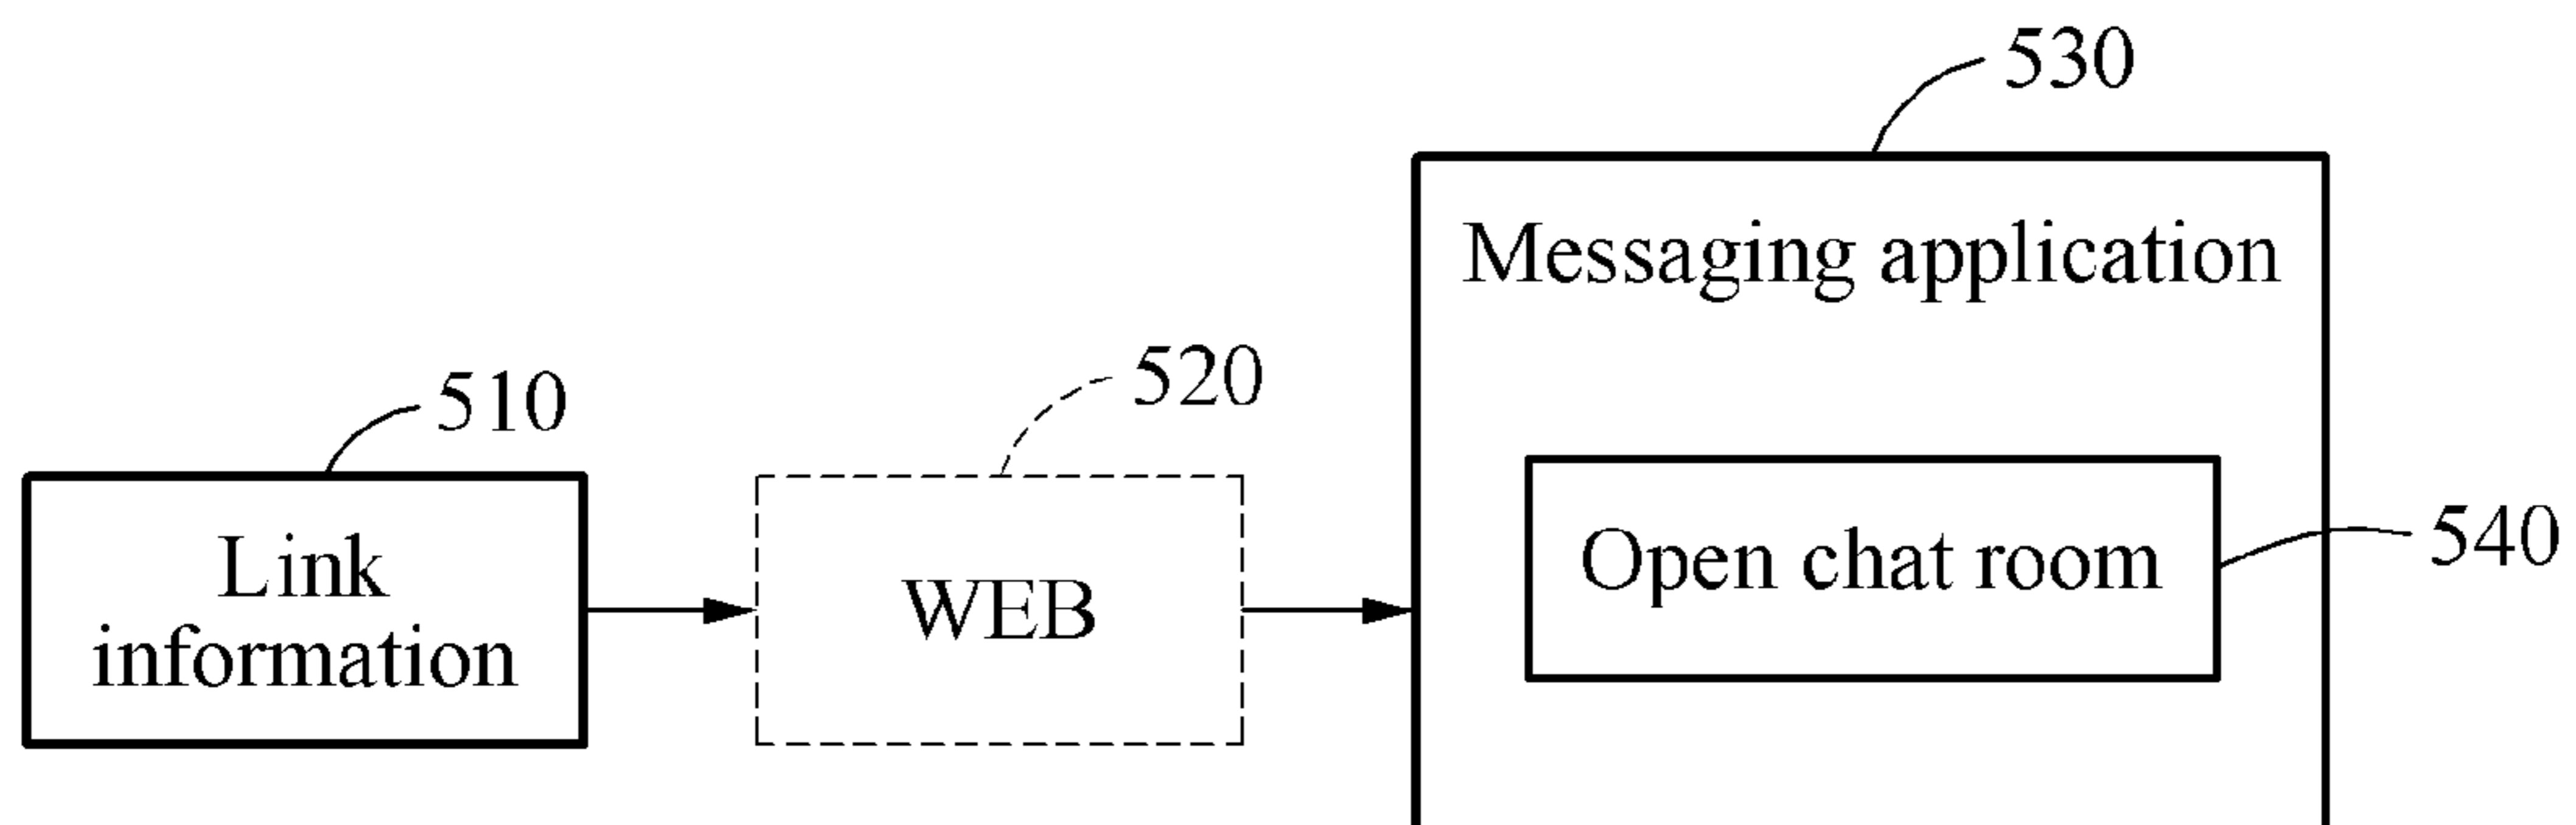 530
Messaging application
520
510
Open chat room
540
Link
information
WEB